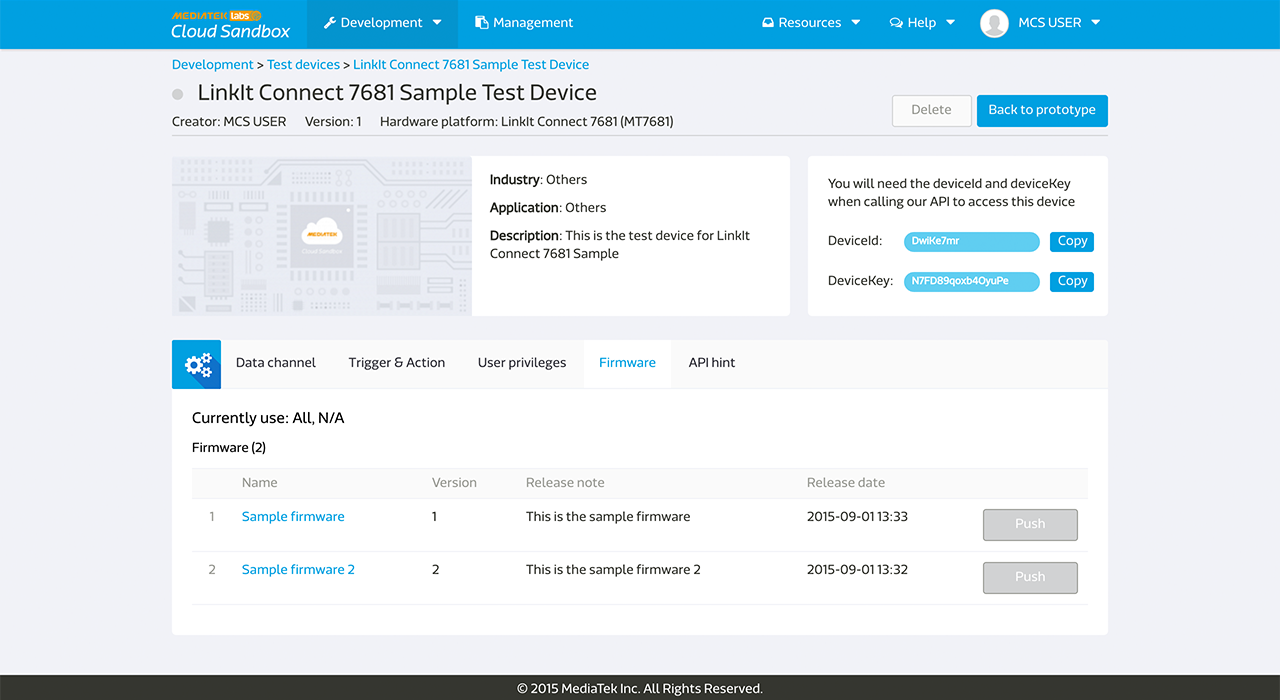 MEDIATEK labs
Cloud Sandbox
Development
Management
Resources
Help
MCS USER
Development > Test devices > LinkIt Connect 7681 Sample Test Device
LinkIt Connect 7681 Sample Test Device
Creator: MCS USER Version: 1 Hardware platform: LinkIt Connect 7681 (MT7681)
Delete
Back to prototype
MEDIATEK
Cloud Sandbox
Industry: Others
Application: Others
Description: This is the test device for LinkIt
Connect 7681 Sample
You will need the deviceId and deviceKey
when calling our API to access this device
DeviceId: DwiKe7mr Copy
DeviceKey: N7FD89qoxb4OyuPe Copy
Data channel
Trigger & Action
User privileges
Firmware
API hint
Currently use: All, N/A
Firmware (2)
Name Version Release note Release date
1 Sample firmware 1 This is the sample firmware 2015-09-01 13:33 Push
2 Sample firmware 2 2 This is the sample firmware 2 2015-09-01 13:32 Push
© 2015 MediaTek Inc. All Rights Reserved.